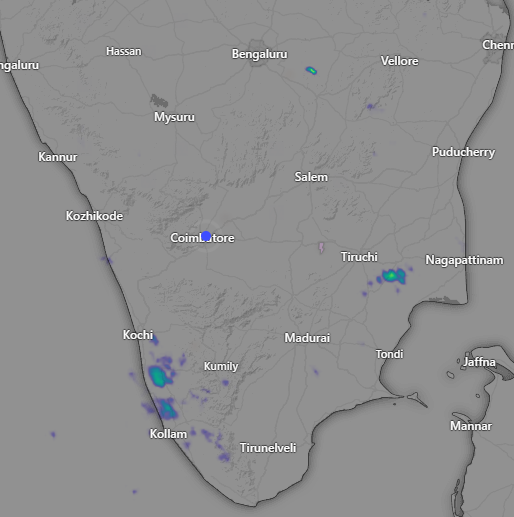 Hassan
Bengaluru
Chenn
ngaluru
Vellore
Mysuru
Kannur
Puducherry
Salem
Kozhikode
Coimbatore
Tiruchi
Nagapattinam
Kochi
Madurai
Tondi
Jaffna
Kumily
Mannar
Kollam
Tirunelveli